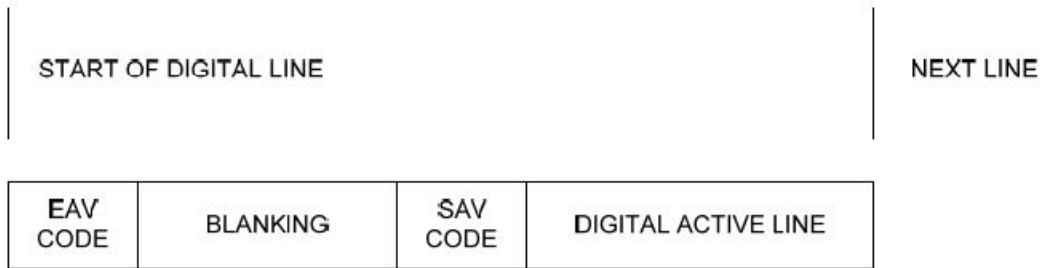 START OF DIGITAL LINE
NEXT LINE
EAV
CODE
BLANKING
SAV
CODE
DIGITAL ACTIVE LINE